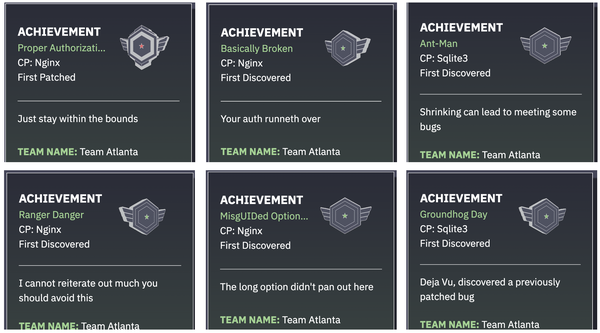 ACHIEVEMENT
Proper Authorizati...
CP: Nginx
First Patched
Just stay within the bounds
TEAM NAME: Team Atlanta
ACHIEVEMENT
Basically Broken
CP: Nginx
First Discovered
Your auth runneth over
TEAM NAME: Team Atlanta
ACHIEVEMENT
Ant-Man
CP: Sqlite3
First Discovered
Shrinking can lead to meeting some
bugs
TEAM NAME: Team Atlanta
ACHIEVEMENT
Ranger Danger
CP: Nginx
First Discovered
I cannot reiterate out much you
should avoid this
TEAM NAME: Team Atlanta
ACHIEVEMENT
MisgUIDed Option...
CP: Nginx
First Discovered
The long option didn't pan out here
TEAM NAME: Team Atlanta
ACHIEVEMENT
Groundhog Day
CP: Sqlite3
First Discovered
Deja Vu, discovered a previously
patched bug
TEAM NAME: Team Atlanta